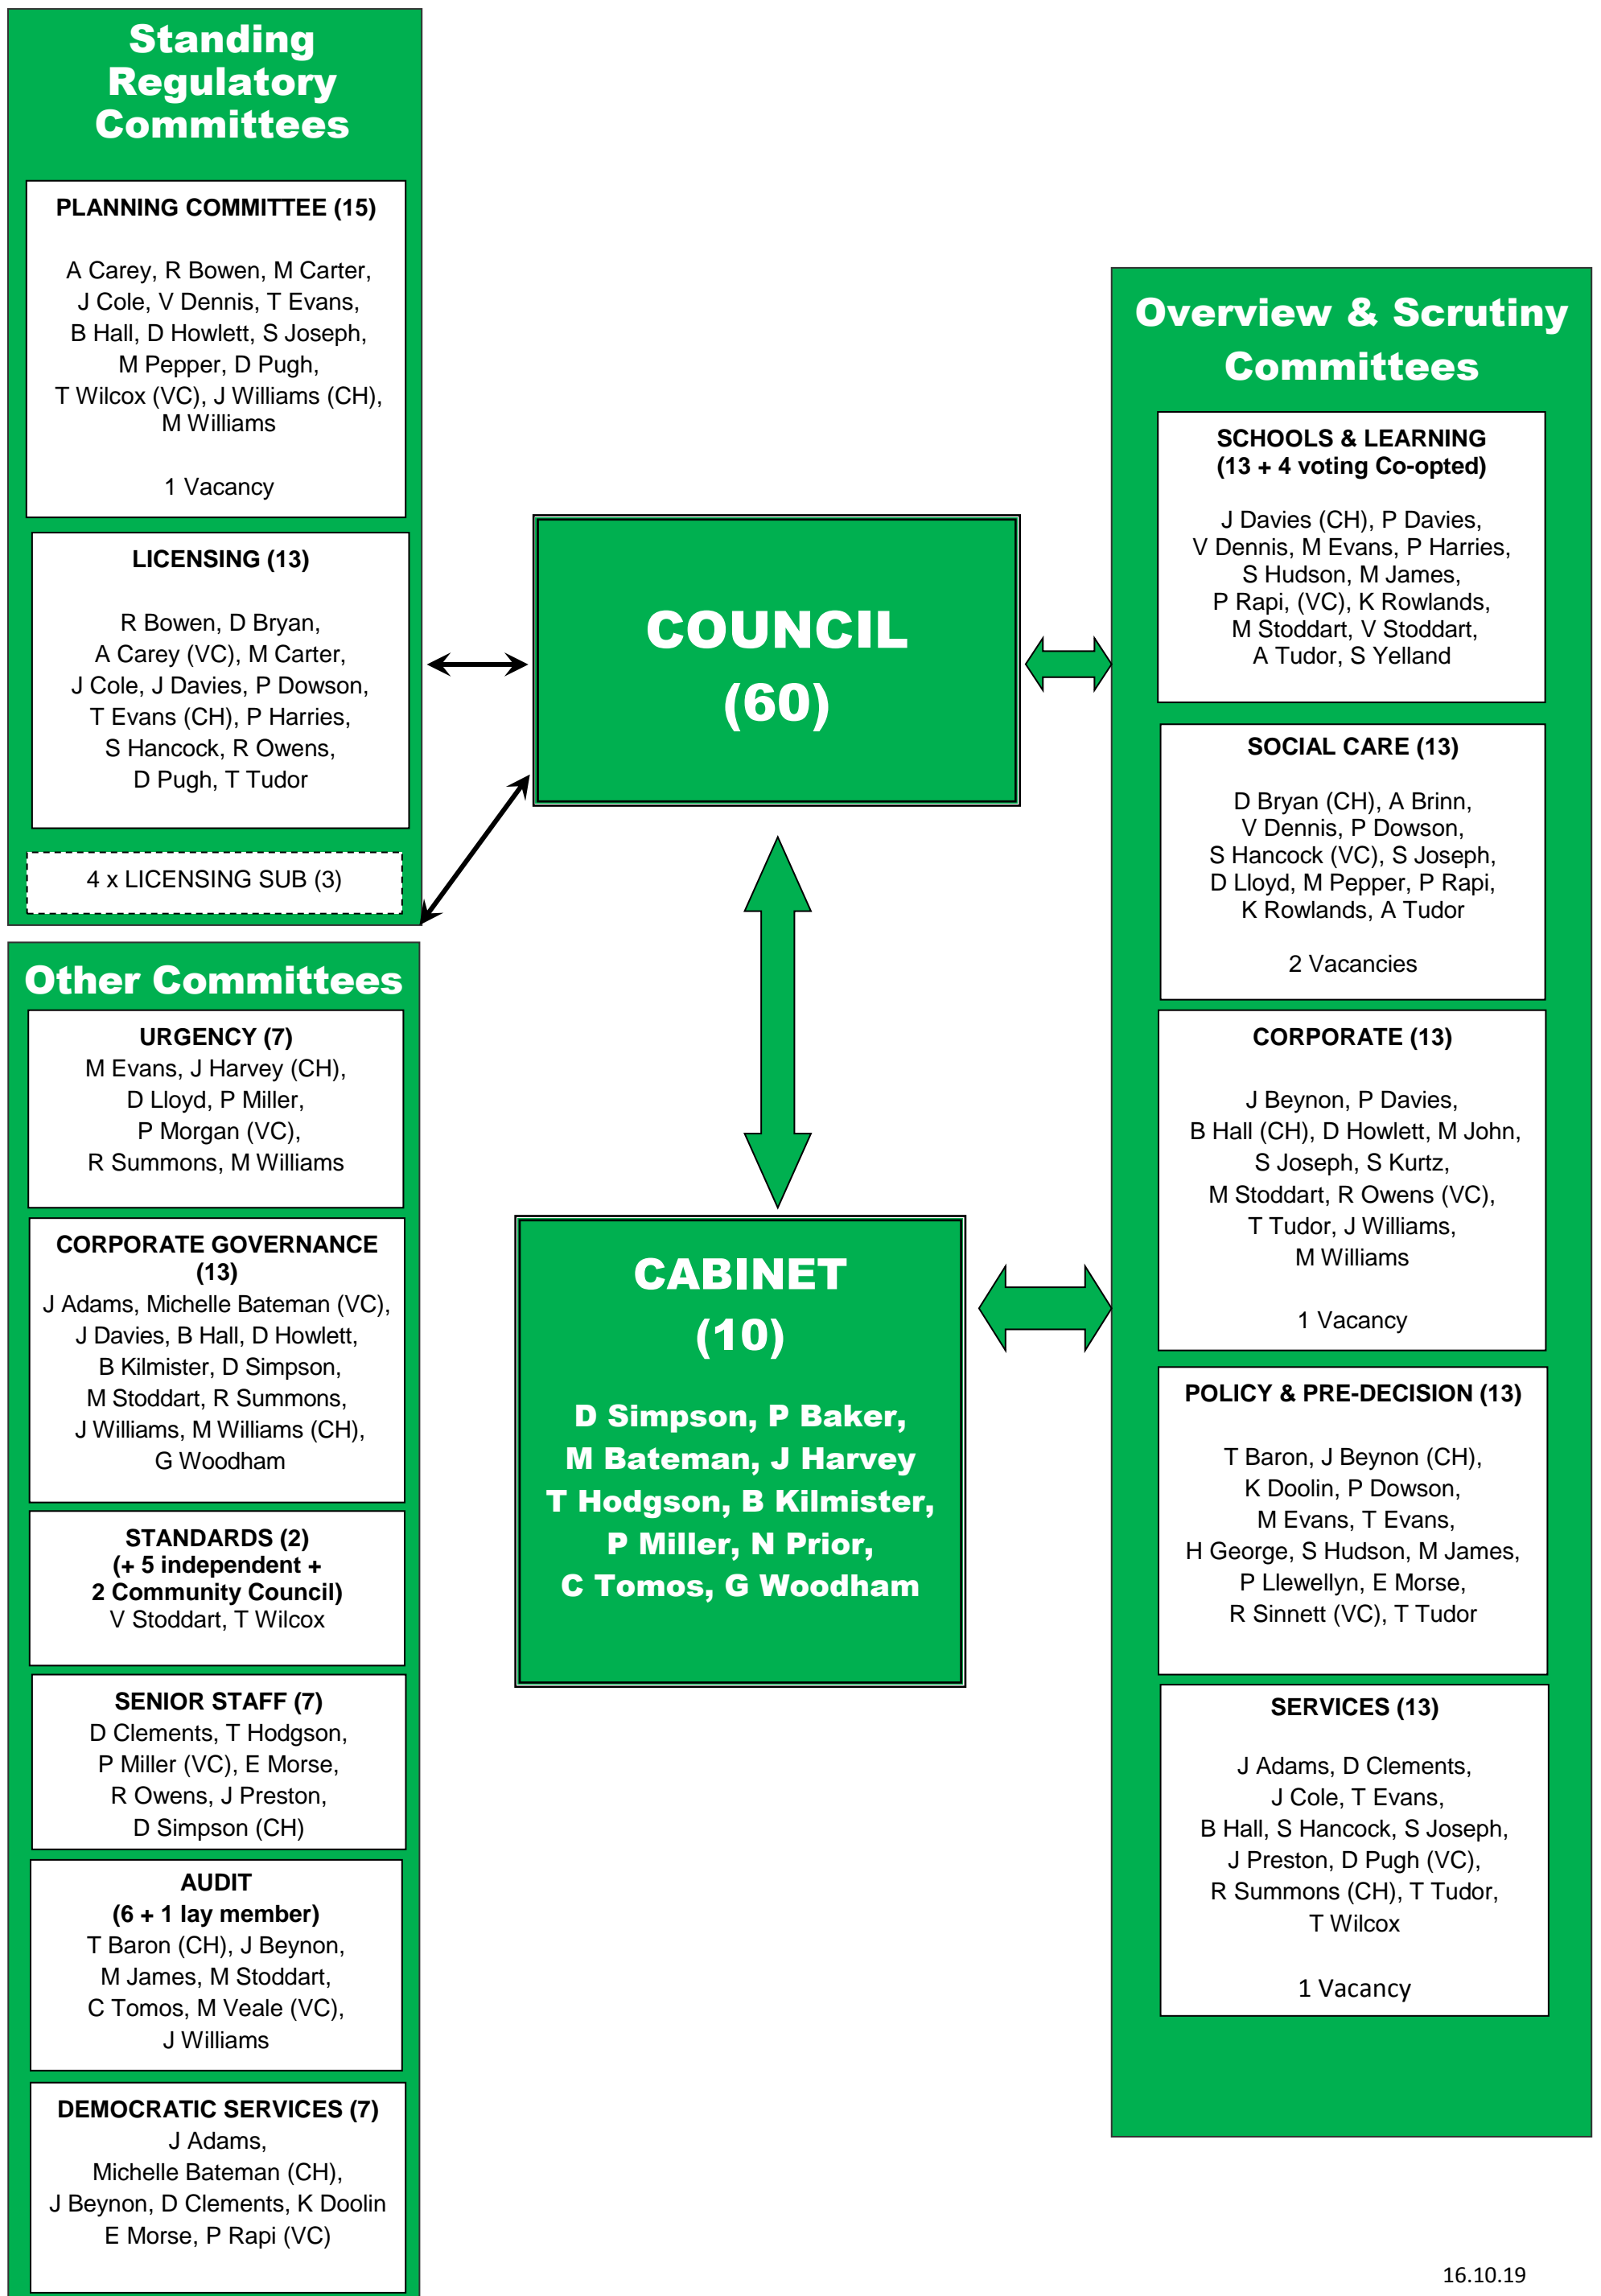 Standing
Regulatory
Committees
PLANNING COMMITTEE (15)
A Carey, R Bowen, M Carter,
J Cole, V Dennis, T Evans,
B Hall, D Howlett, S Joseph,
M Pepper, D Pugh,
T Wilcox (VC), J Williams (CH),
M Williams
1 Vacancy
LICENSING (13)
R Bowen, D Bryan,
A Carey (VC), M Carter,
J Cole, J Davies, P Dowson,
T Evans (CH), P Harries,
S Hancock, R Owens,
D Pugh, T Tudor
4 x LICENSING SUB (3)
Other Committees
URGENCY (7)
M Evans, J Harvey (CH),
D Lloyd, P Miller,
P Morgan (VC),
R Summons, M Williams
CORPORATE GOVERNANCE
(13)
J Adams, Michelle Bateman (VC),
J Davies, B Hall, D Howlett,
B Kilmister, D Simpson,
M Stoddart, R Summons,
J Williams, M Williams (CH),
G Woodham
STANDARDS (2)
(+ 5 independent +
2 Community Council)
V Stoddart, T Wilcox
SENIOR STAFF (7)
D Clements, T Hodgson,
P Miller (VC), E Morse,
R Owens, J Preston,
D Simpson (CH)
AUDIT
(6 + 1 lay member)
T Baron (CH), J Beynon,
M James, M Stoddart,
C Tomos, M Veale (VC),
J Williams
DEMOCRATIC SERVICES (7)
J Adams,
Michelle Bateman (CH),
J Beynon, D Clements, K Doolin
E Morse, P Rapi (VC)
COUNCIL
(60)
CABINET
(10)
D Simpson, P Baker,
M Bateman, J Harvey
T Hodgson, B Kilmister,
P Miller, N Prior,
C Tomos, G Woodham
Overview & Scrutiny
Committees
SCHOOLS & LEARNING
(13 + 4 voting Co-opted)
J Davies (CH), P Davies,
V Dennis, M Evans, P Harries,
S Hudson, M James,
P Rapi, (VC), K Rowlands,
M Stoddart, V Stoddart,
A Tudor, S Yelland
SOCIAL CARE (13)
D Bryan (CH), A Brinn,
V Dennis, P Dowson,
S Hancock (VC), S Joseph,
D Lloyd, M Pepper, P Rapi,
K Rowlands, A Tudor
2 Vacancies
CORPORATE (13)
J Beynon, P Davies,
B Hall (CH), D Howlett, M John,
S Joseph, S Kurtz,
M Stoddart, R Owens (VC),
T Tudor, J Williams,
M Williams
1 Vacancy
POLICY & PRE-DECISION (13)
T Baron, J Beynon (CH),
K Doolin, P Dowson,
M Evans, T Evans,
H George, S Hudson, M James,
P Llewellyn, E Morse,
R Sinnett (VC), T Tudor
SERVICES (13)
J Adams, D Clements,
J Cole, T Evans,
B Hall, S Hancock, S Joseph,
J Preston, D Pugh (VC),
R Summons (CH), T Tudor,
T Wilcox
1 Vacancy
16.10.19